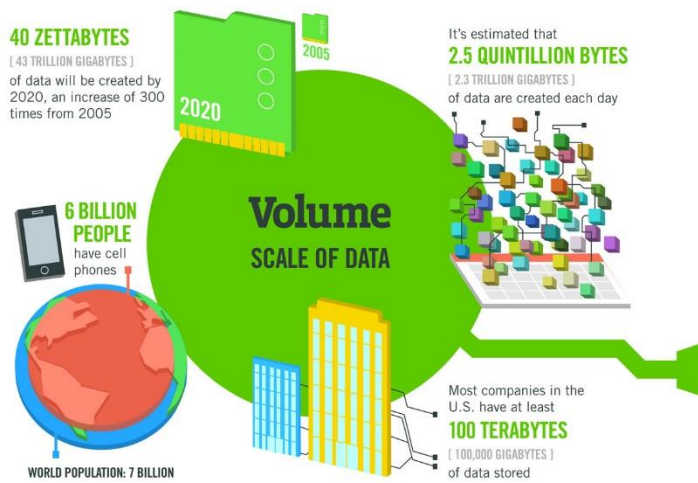 40 ZETTABYTES
[ 43 TRILLION GIGABYTES ]
of data will be created by
2020, an increase of 300
times from 2005
2020
2005
It's estimated that
2.5 QUINTILLION BYTES
[ 2.3 TRILLION GIGABYTES ]
of data are created each day
6 BILLION
PEOPLE
have cell
phones
Volume
SCALE OF DATA
WORLD POPULATION: 7 BILLION
Most companies in the
U.S. have at least
100 TERABYTES
[ 100,000 GIGABYTES ]
of data stored